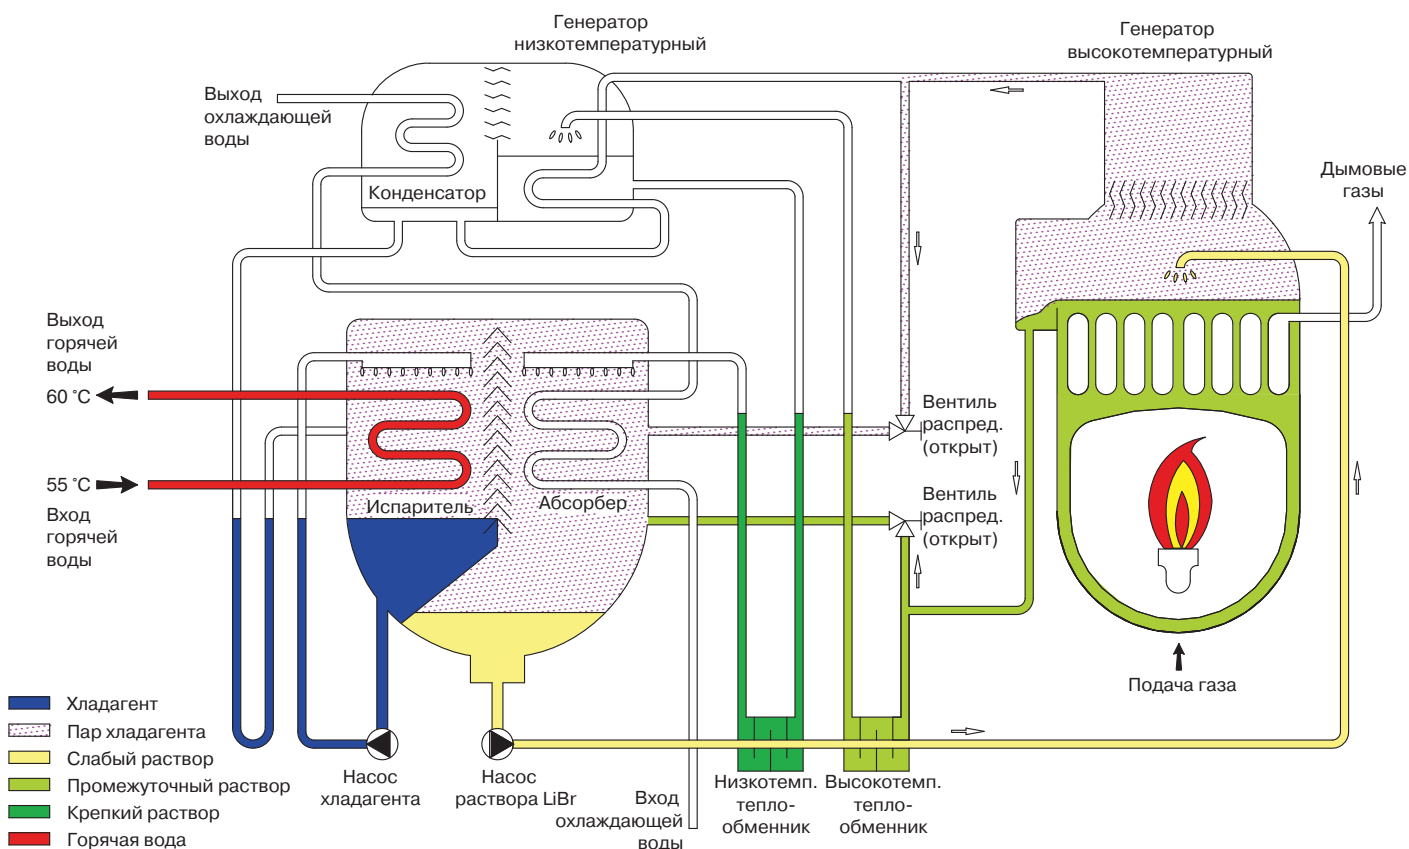 Генератор
низкотемпературный
Генератор
высокотемпературный
Выход
охлаждающей
воды
Конденсатор
Дымовые
газы
Выход
горячей
воды
60 ˚C
55 ˚C
Вход
горячей
воды
Испаритель
Абсорбер
Вентиль
распред.
(открыт)
Вентиль
распред.
(открыт)
Подача газа
Хладагент
Пар хладагента
Слабый раствор
Промежуточный раствор
Крепкий раствор
Горячая вода
Насос
хладагента
Насос
раствора LiBr
Вход
охлаждающей
воды
Низкотемп.
тепло-
обменник
Высокотемп.
тепло-
обменник